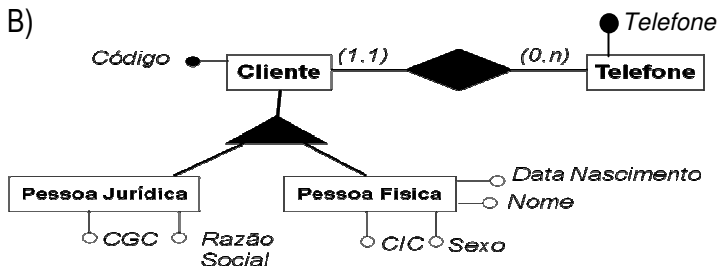 B)
Telefone
Código
Cliente
(1.1)
(0.n)
Telefone
Pessoa Jurídica
Pessoa Fisica
Data Nascimento
Nome
CGC
Razão
Social
CIC
Sexo